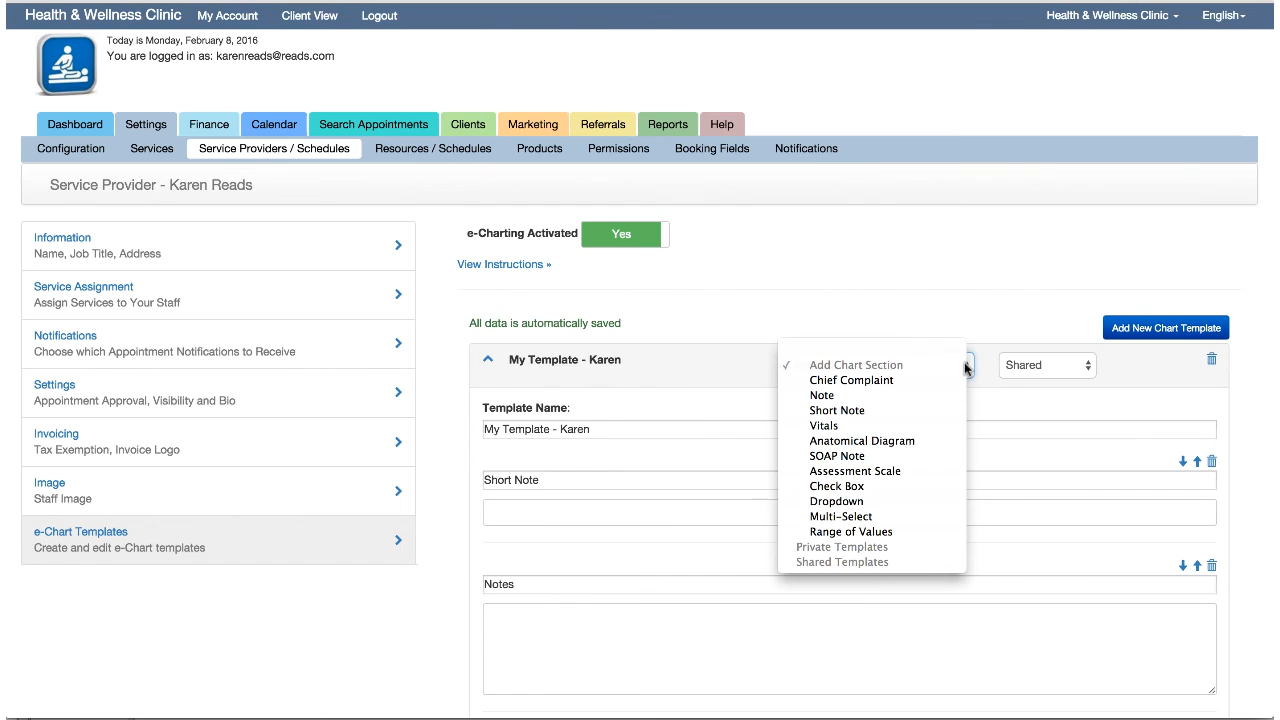 Health & Wellness Clinic My Account Client View Logout Health & Wellness Clinic English
Today is Monday, February 8, 2016
You are logged in as: karenreads@reads.com
Dashboard Settings Finance Calendar Search Appointments Clients Marketing Referrals Reports Help
Configuration Services Service Providers / Schedules Resources / Schedules Products Permissions Booking Fields Notifications
Service Provider - Karen Reads
Information
Name, Job Title, Address
Service Assignment
Assign Services to Your Staff
Notifications
Choose which Appointment Notifications to Receive
Settings
Appointment Approval, Visibility and Bio
Invoicing
Tax Exemption, Invoice Logo
Image
Staff Image
e-Chart Templates
Create and edit e-Chart templates
e-Charting Activated Yes
View Instructions »
All data is automatically saved
Add New Chart Template
My Template - Karen
Shared
Template Name:
My Template - Karen
Short Note
Notes
✓ Add Chart Section
Chief Complaint
Note
Short Note
Vitals
Anatomical Diagram
SOAP Note
Assessment Scale
Check Box
Dropdown
Multi-Select
Range of Values
Private Templates
Shared Templates